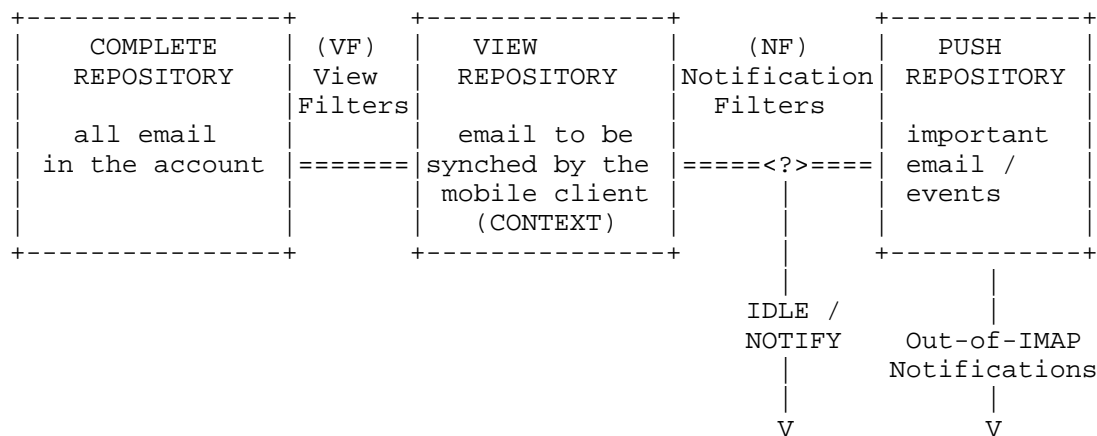 COMPLETE (VF) VIEW (NF) PUSH
REPOSITORY View REPOSITORY Notification REPOSITORY
Filters Filters
all email email to be important
in the account =======synched by the =====<?>==== email /
mobile client events
(CONTEXT)
IDLE /
NOTIFY Out-of-IMAP
Notifications
V V